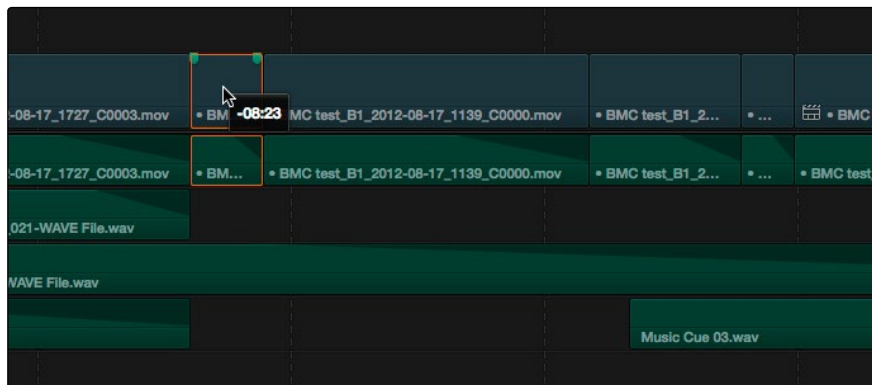 -08-17_1727_C0003.mov
• BM
-08:23
MC test_B1_2012-08-17_1139_C0000.mov
• BMC test_B1_2...
• ...
• BMC
-08-17_1727_C0003.mov
• BM...
• BMC test_B1_2012-08-17_1139_C0000.mov
• BMC test_B1_2...
• ...
• BMC test
_021-WAVE File.wav
WAVE File.wav
Music Cue 03.wav